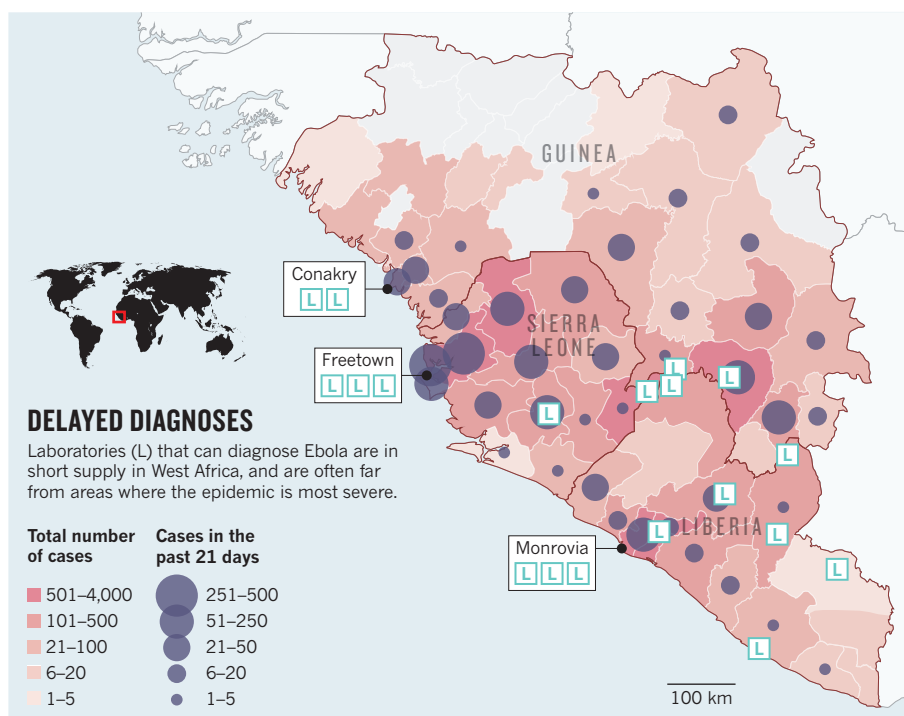 GUINEA
Conakry
L L
SIERRA
LEONE
Freetown
L L L
L
L
L
L
L
L
L
L
LIBERIA
L
L
Monrovia
L L L
L
L
DELAYED DIAGNOSES
Laboratories (L) that can diagnose Ebola are in
short supply in West Africa, and are often far
from areas where the epidemic is most severe.
Total number
of cases
501–4,000
101–500
21–100
6–20
1–5
Cases in the
past 21 days
251–500
51–250
21–50
6–20
1–5
100 km